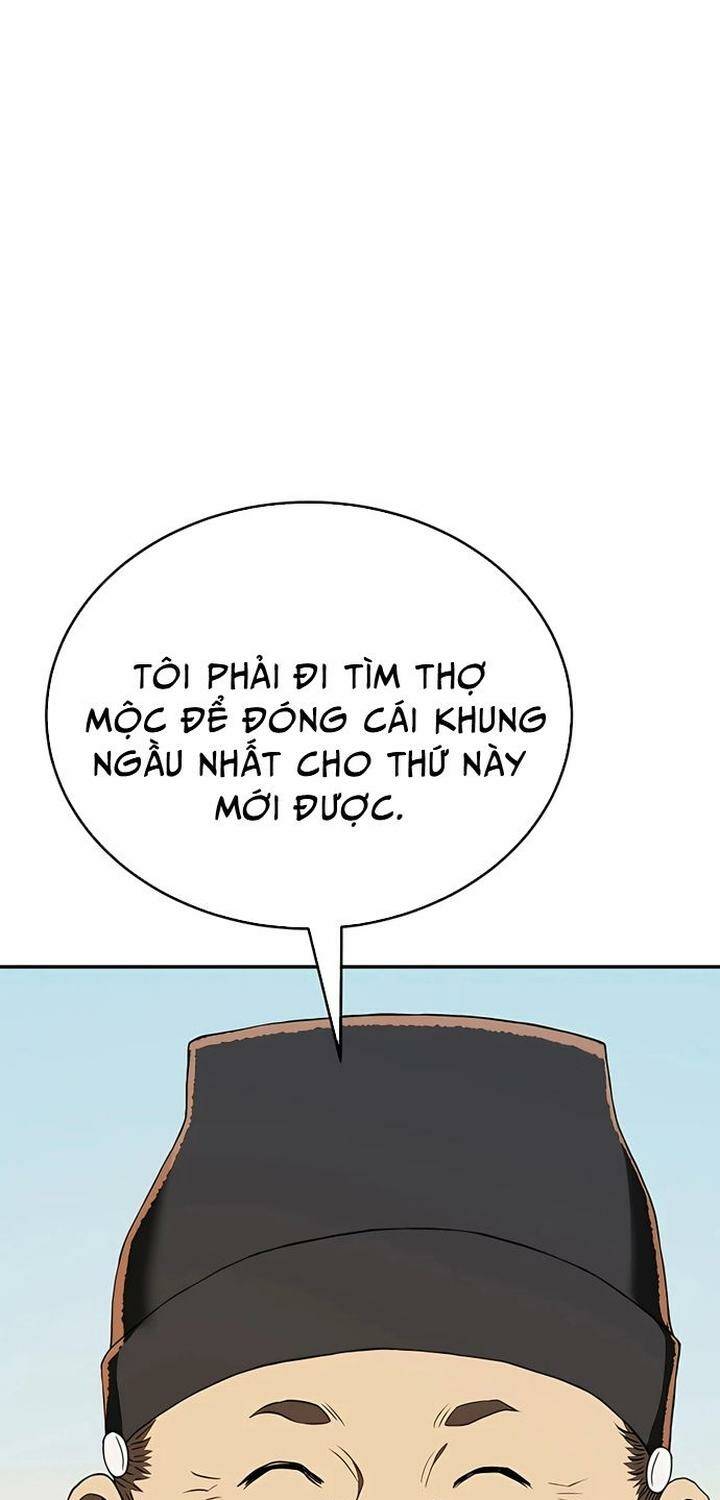 TÔI PHẢI ĐI TÌM THỢ
MỘC ĐỂ ĐÓNG CÁI KHUNG
NGẦU NHẤT CHO THỨ NÀY
MỚI ĐƯỢC.